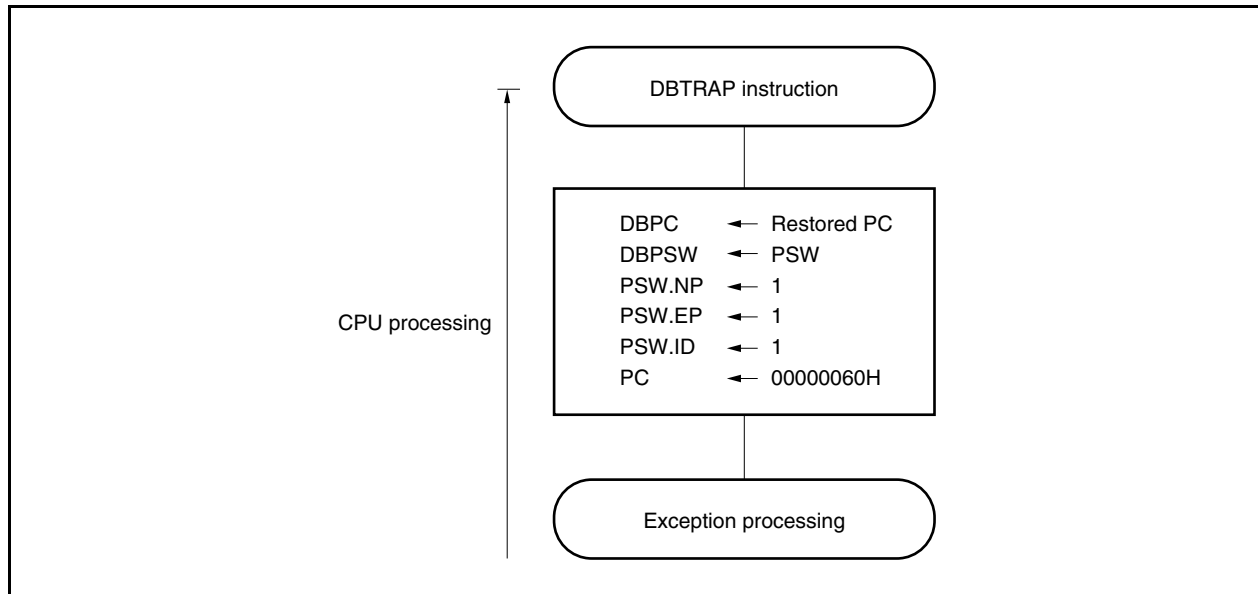 DBTRAP instruction
DBPC ← Restored PC
DBPSW ← PSW
PSW.NP ← 1
PSW.EP ← 1
PSW.ID ← 1
PC ← 00000060H
CPU processing
Exception processing